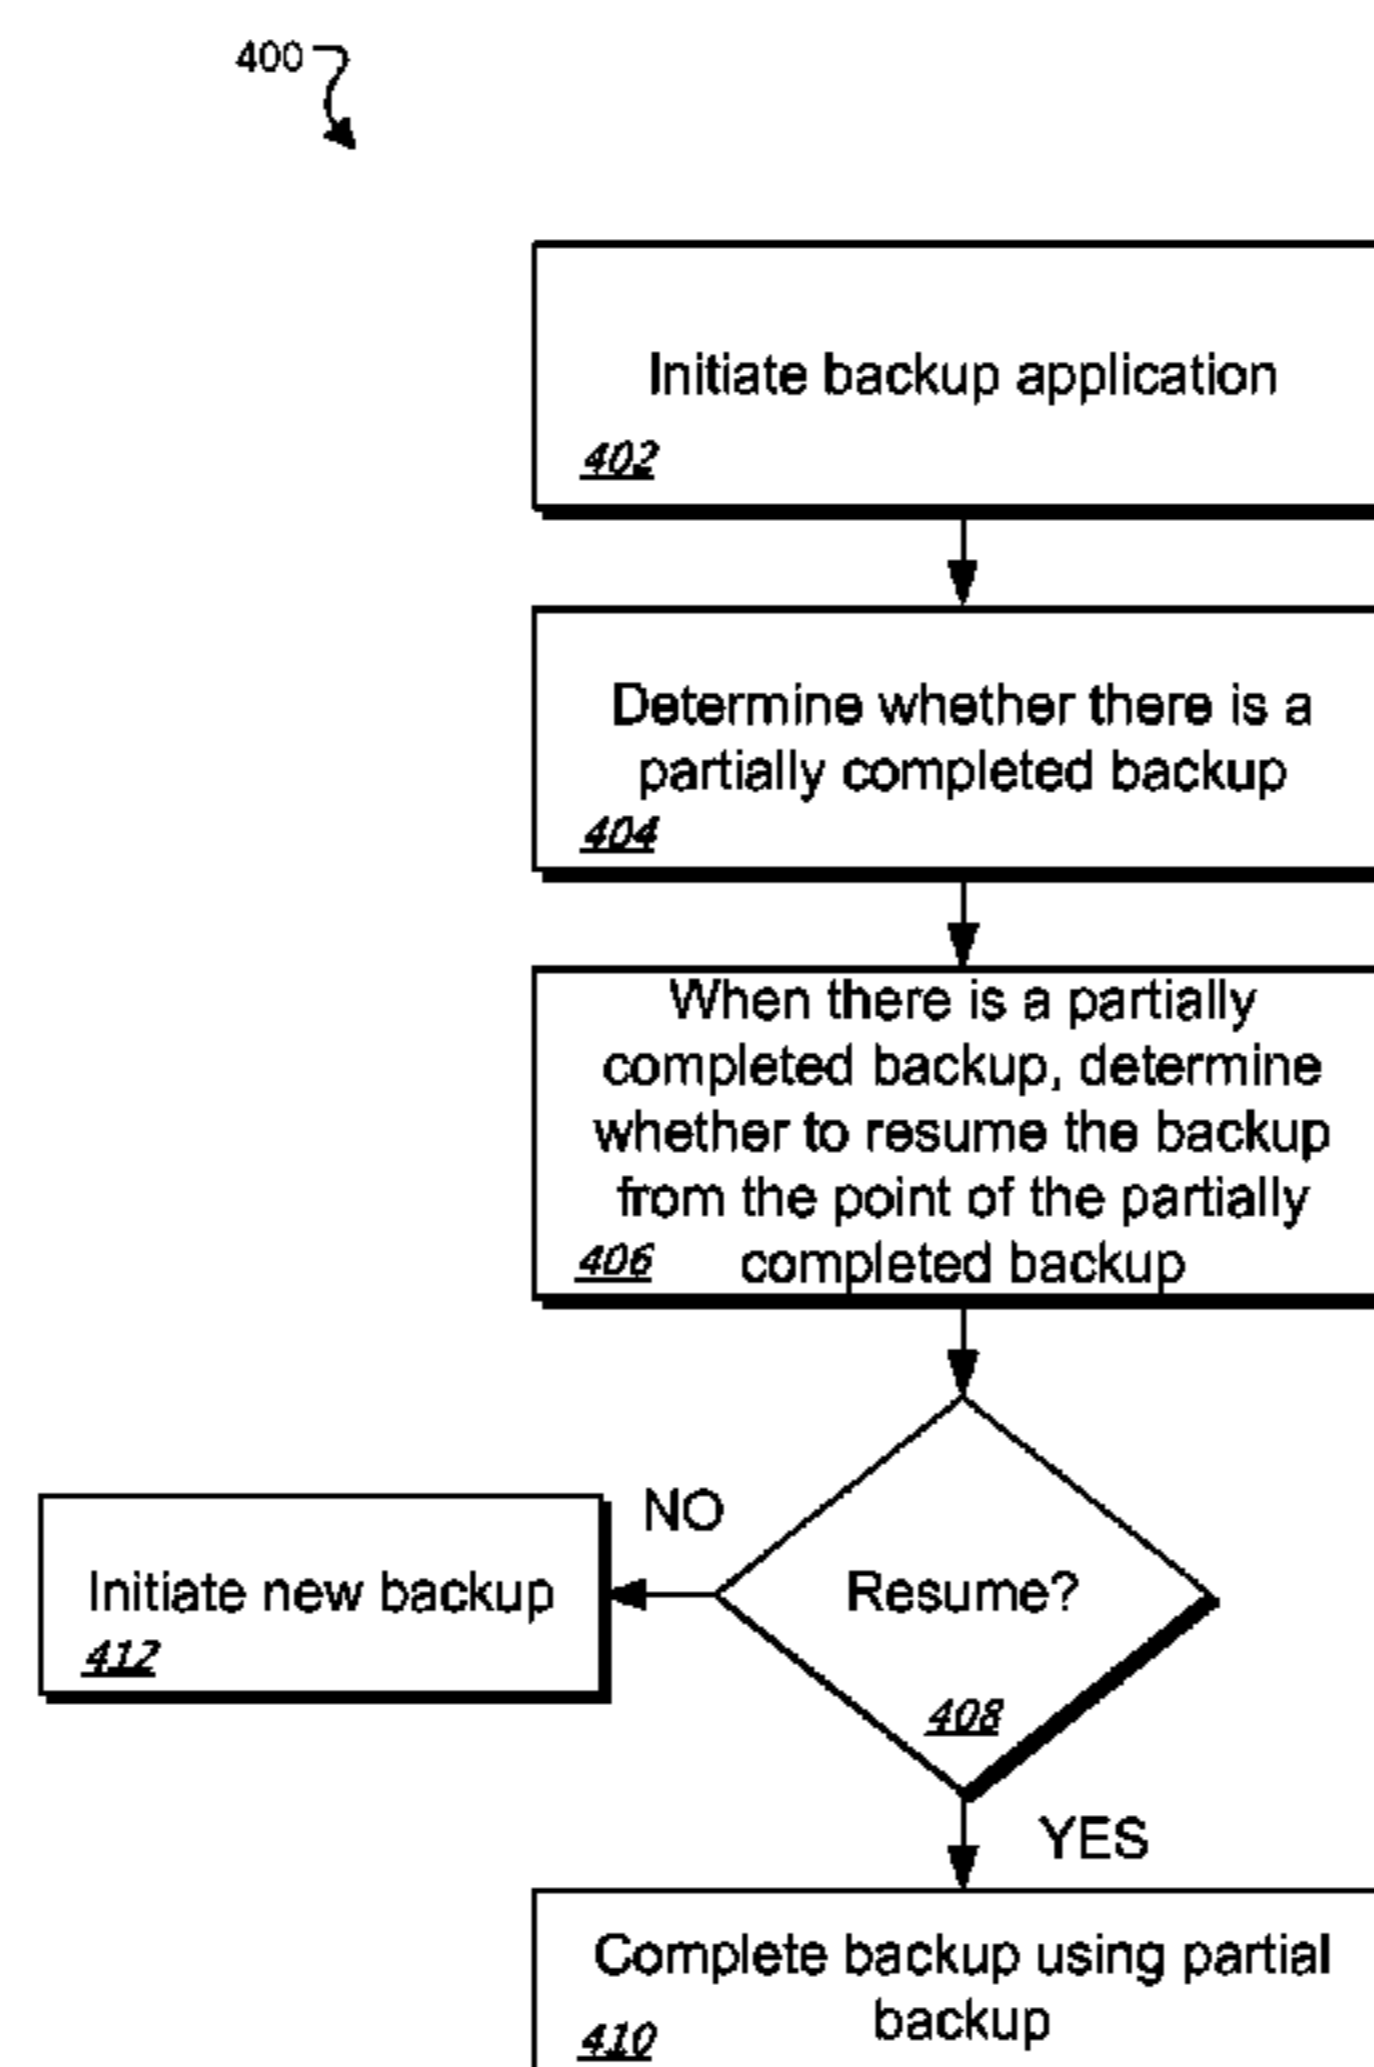 400
Initiate backup application
402
Determine whether there is a
partially completed backup
404
When there is a partially
completed backup, determine
whether to resume the backup
from the point of the partially
406 completed backup
NO
Initiate new backup
412
Resume?
408
YES
Complete backup using partial
backup
410